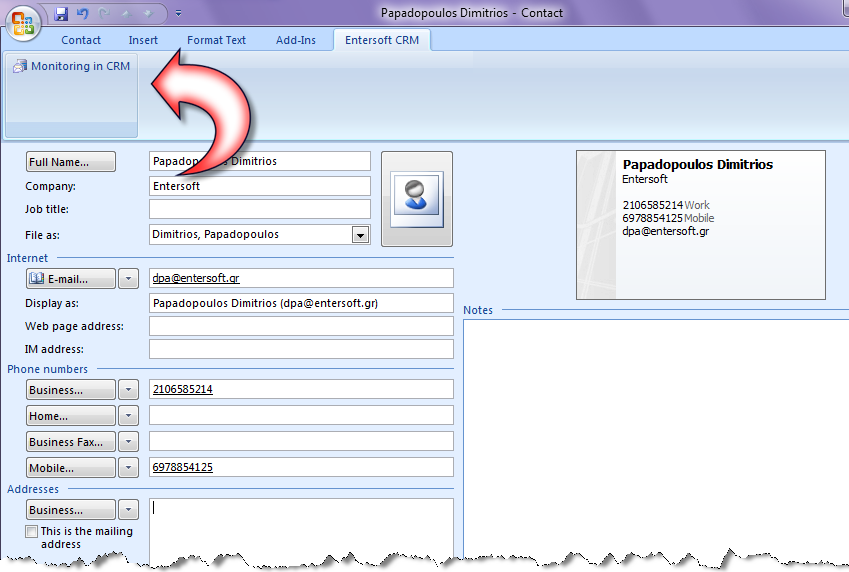 Papadopoulos Dimitrios - Contact
Contact Insert Format Text Add-Ins Entersoft CRM
Monitoring in CRM
Full Name... Dimitrios
Company: Entersoft
Job title:
File as: Dimitrios, Papadopoulos
Internet
E-mail... dpa@entersoft.gr
Display as: Papadopoulos Dimitrios (dpa@entersoft.gr)
Web page address:
IM address:
Phone numbers
Business... 2106585214
Home...
Business Fax...
Mobile... 6978854125
Addresses
Business...
This is the mailing
address
Papadopoulos Dimitrios
Entersoft
2106585214 Work
6978854125 Mobile
dpa@entersoft.gr
Notes